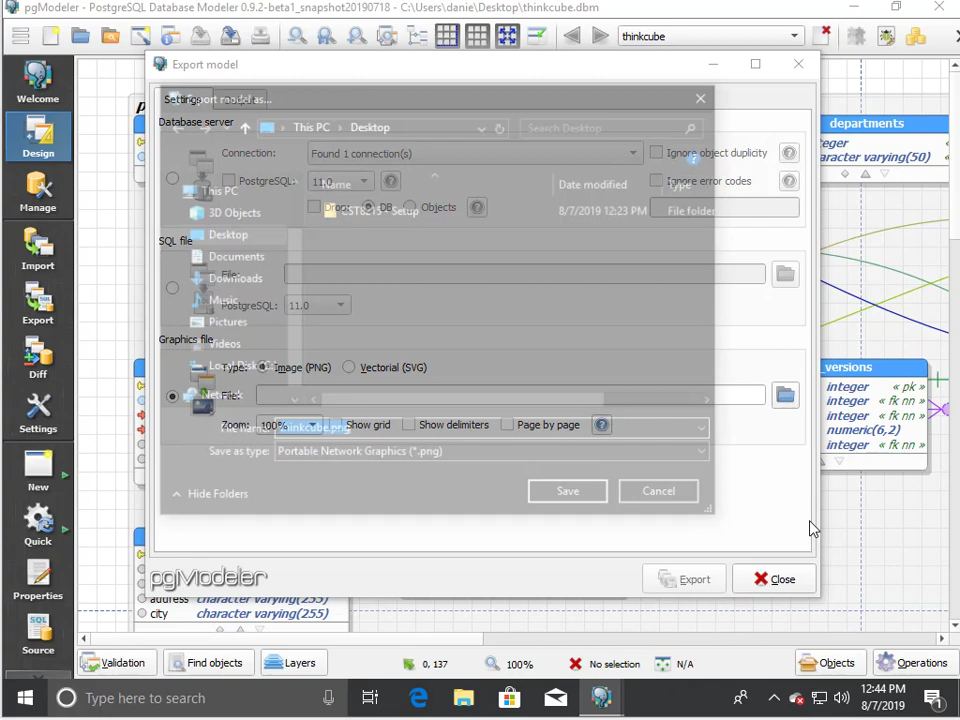 pgModeler - PostgreSQL Database Modeler 0.9.2-beta1_snapshot20190718 - C:\Users\danie\Desktop\thinkcube.dbm
thinkcube
Welcome
Design
Manage
Import
Export
Diff
Settings
New
Quick
Properties
Source
Export model
Settings
Export model as...
Database server
This PC
Desktop
Search Desktop
Connection:
Found 1 connection(s)
Ignore object duplicity
PostgreSQL:
11.0
Ignore error codes
Name
Date modified
Type
Drop:
DB
Objects
CST8215 - Setup
8/7/2019 12:23 PM
File folder
This PC
3D Objects
Desktop
Documents
Downloads
Music
Pictures
Videos
Network
SQL file
File:
PostgreSQL:
11.0
Graphics file
Type:
Image (PNG)
Vectorial (SVG)
File:
Zoom:
100%
Show grid
Show delimiters
Page by page
thinkcube.png
Save as type:
Portable Network Graphics (*.png)
Hide Folders
Save
Cancel
pgModeler
Export
Close
departments
character varying(50)
_versions
integer
« pk »
integer
« fk nn »
integer
« fk nn »
numeric(6,2)
integer
« fk nn »
address
character varying(255)
city
character varying(255)
Validation
Find objects
Layers
0, 137
100%
No selection
N/A
Objects
Operations
Type here to search
12:44 PM
8/7/2019
1